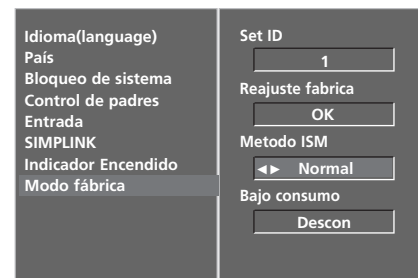 Idioma(language)
País
Bloqueo de sistema
Control de padres
Entrada
SIMPLINK
Indicador Encendido
Modo fábrica
Set ID
1
Reajuste fabrica
OK
Metodo ISM
◄► Normal
Bajo consumo
Descon